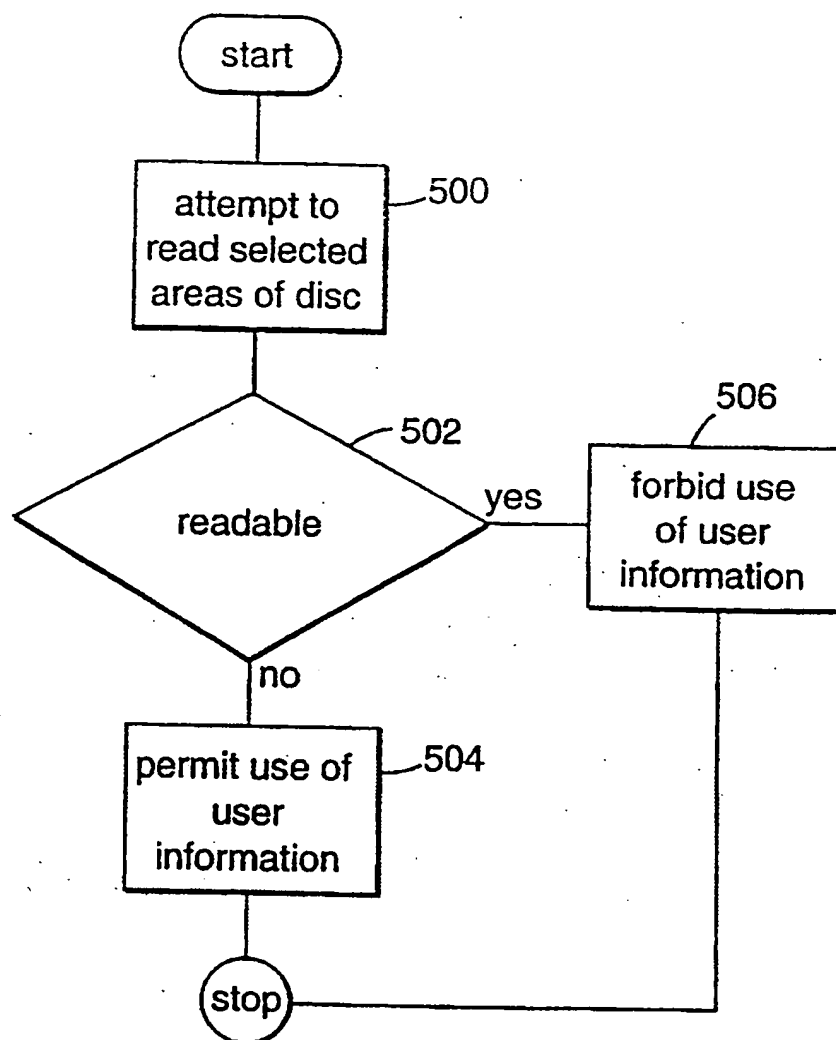 start
attempt to
read selected
areas of disc
500
readable
502
yes
forbid use
of user
information
506
no
permit use of
user
information
504
stop